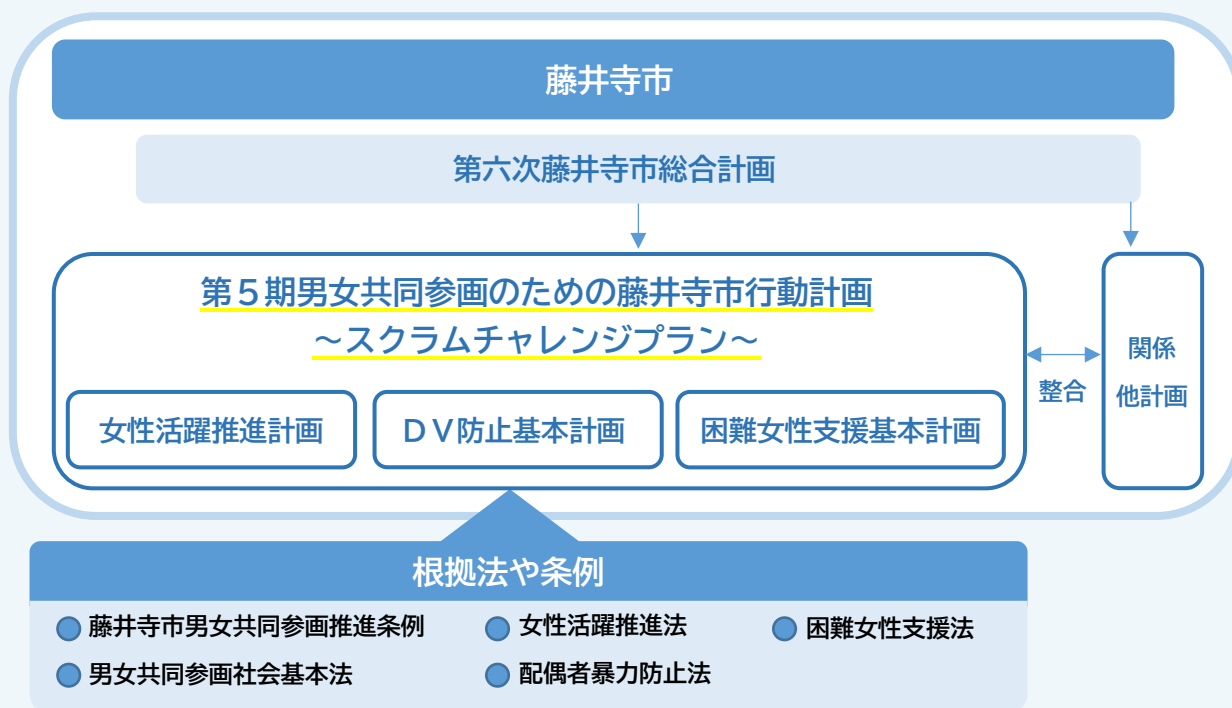 藤井寺市
第六次藤井寺市総合計画
第５期男女共同参画のための藤井寺市行動計画
～スクラムチャレンジプラン～
女性活躍推進計画
ＤＶ防止基本計画
困難女性支援基本計画
整合
関係
他計画
根拠法や条例
藤井寺市男女共同参画推進条例
女性活躍推進法
困難女性支援法
男女共同参画社会基本法
配偶者暴力防止法